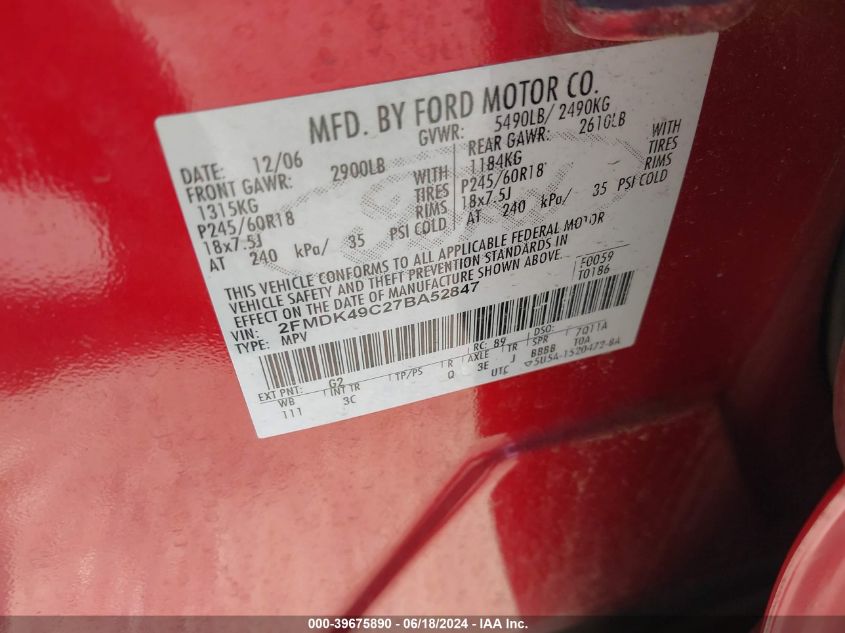 MFD. BY FORD MOTOR CO.
DATE: 12/06 GVWR: 5490LB/ 2490KG
FRONT GAWR: 2900LB REAR GAWR: 2610LB
1315KG WITH 1184KG WITH
P245/60R18 TIRES P245/60R18 TIRES
18x7.5J RIMS 18x7.5J RIMS
AT 240 kPa/ 35 PSI COLD AT 240 kPa/ 35 PSI COLD
THIS VEHICLE CONFORMS TO ALL APPLICABLE FEDERAL MOTOR
VEHICLE SAFETY AND THEFT PREVENTION STANDARDS IN
EFFECT ON THE DATE OF MANUFACTURE SHOWN ABOVE.
F0059
T0186
VIN: 2FMDK49C27BA52847
TYPE: MPV
EXT PNT: G2 RC: 89 DSO: 7011A
WB INT TR TP/PS R AXLE TR SPR T0A
111 3C Q 3E J BBBB
UTC ▽5U5A-1520472-BA
000-39675890 - 06/18/2024 - IAA Inc.